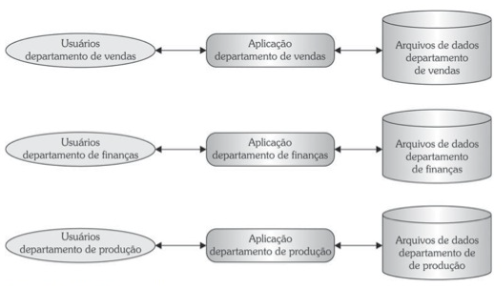 Usuários
departamento de vendas
Aplicação
departamento de vendas
Arquivos de dados
departamento
de vendas
Usuários
departamento de finanças
Aplicação
departamento de finanças
Arquivos de dados
departamento
de finanças
Usuários
departamento de produção
Aplicação
departamento de produção
Arquivos de dados
departamento de
de produção